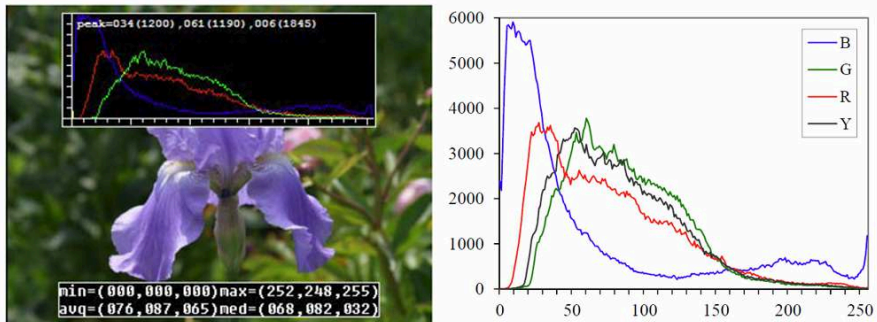 peak=034(1200),061(1190),006(1845)
min=(000,000,000)max=(252,248,255)
avg=(076,087,065)med=(068,082,032)
6000
5000
4000
3000
2000
1000
0
0 50 100 150 200 250
B
G
R
Y